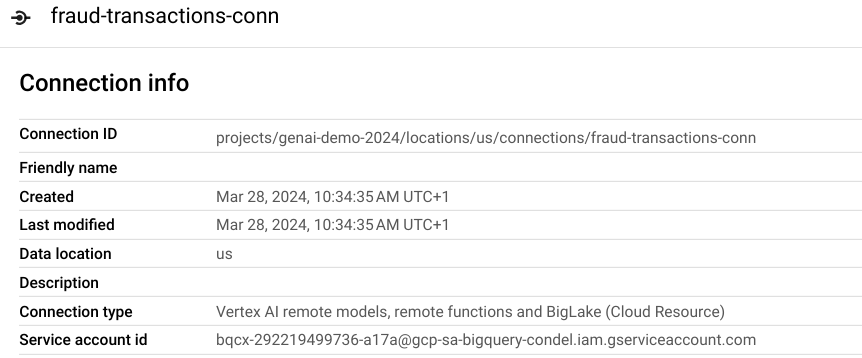 fraud-transactions-conn
Connection info
Connection ID projects/genai-demo-2024/locations/us/connections/fraud-transactions-conn
Friendly name
Created Mar 28, 2024, 10:34:35 AM UTC+1
Last modified Mar 28, 2024, 10:34:35 AM UTC+1
Data location us
Description
Connection type Vertex AI remote models, remote functions and BigLake (Cloud Resource)
Service account id bqcx-292219499736-a17a@gcp-sa-bigquery-condel.iam.gserviceaccount.com